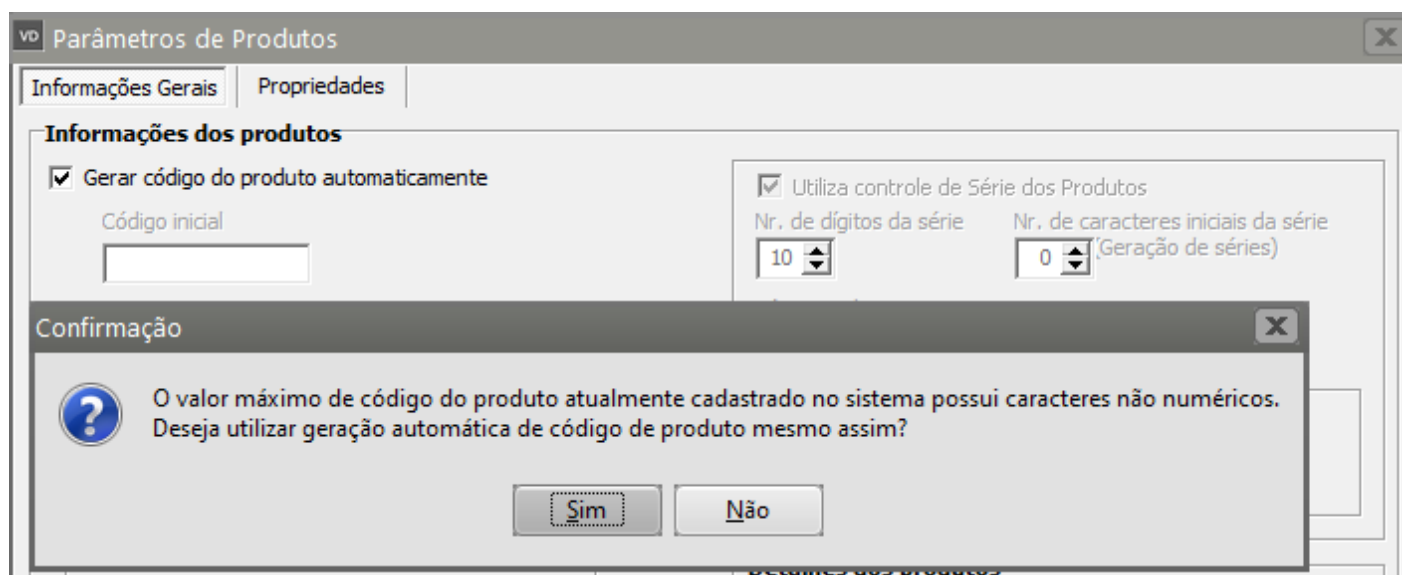 VD Parâmetros de Produtos
Informações Gerais Propriedades
Informações dos produtos
Gerar código do produto automaticamente
Código inicial
Utiliza controle de Série dos Produtos
Nr. de dígitos da série Nr. de caracteres iniciais da série
(Geração de séries)
10 0
Confirmação
O valor máximo de código do produto atualmente cadastrado no sistema possui caracteres não numéricos.
Deseja utilizar geração automática de código de produto mesmo assim?
Sim Não
Detalhes dos produtos